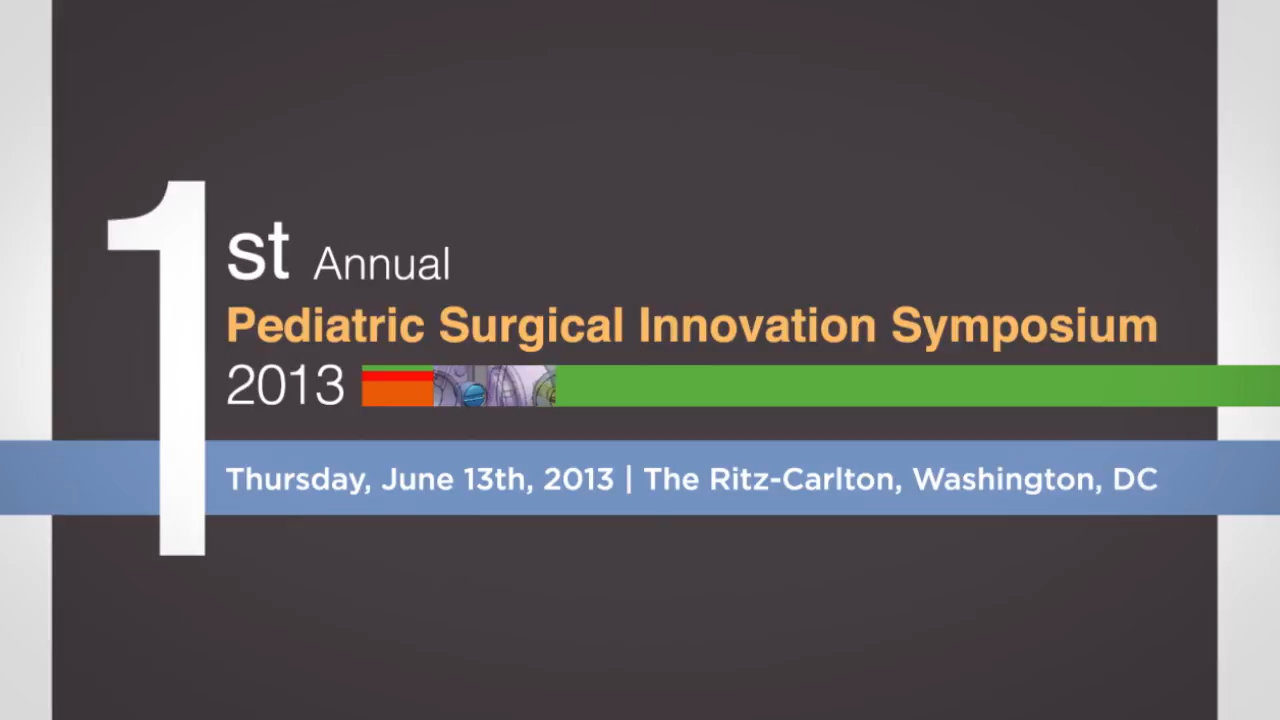 1st Annual
Pediatric Surgical Innovation Symposium
2013
Thursday, June 13th, 2013 | The Ritz-Carlton, Washington, DC